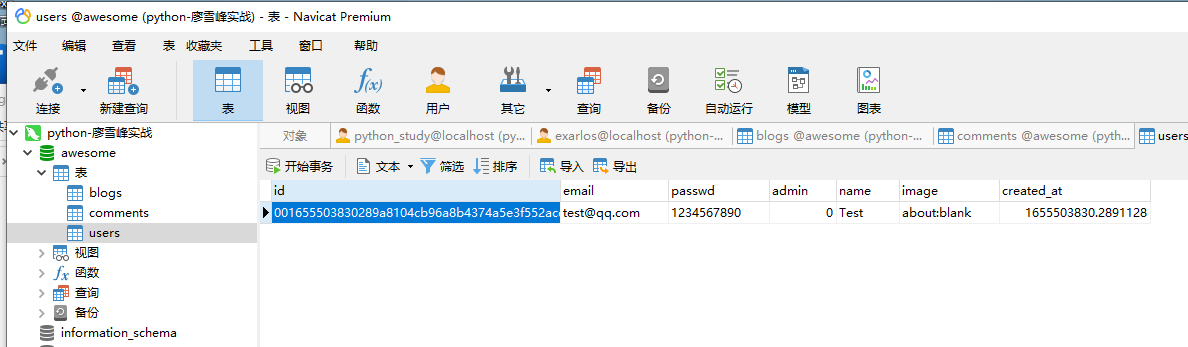 users @awesome (python-廖雪峰实战) - 表 - Navicat Premium
文件 编辑 查看 表 收藏夹 工具 窗口 帮助
连接 新建查询 表 视图 函数 用户 其它 查询 备份 自动运行 模型 图表
python-廖雪峰实战
对象 python_study@localhost (py... exarlos@localhost (python-... blogs @awesome (python-... comments @awesome (pyth... users
awesome
开始事务 文本 筛选 排序 导入 导出
表
id email passwd admin name image created_at
blogs
001655503830289a8104cb96a8b4374a5e3f552ac test@qq.com 1234567890 0 Test about:blank 1655503830.2891128
comments
users
视图
函数
查询
备份
information_schema